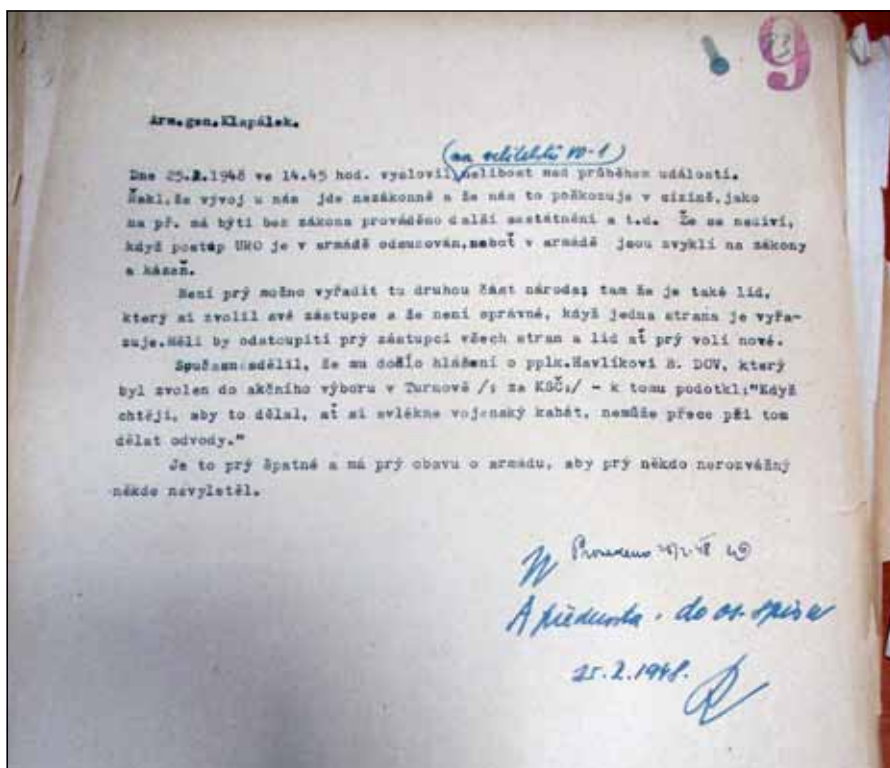 9
Arm.gen.Klapálek.
(na velitelství VO-1)
Dne 25.2.1948 ve 14.45 hod. vyslovil nelibost nad průběhem událostí.
Řekl, že vývoj u nás jde nezákonně a že nás to poškozuje v cizině, jako
na př. má býti bez zákona prováděno další sestátnění a t.d. Že se nediví,
když postup URO je v armádě odsuzován, neboť v armádě jsou zvyklí na zákony
a kázeň.
Není prý možno vyřadit tu druhou část národa; tam že je také lid,
který si zvolil své zástupce a že není správné, když jedna strana je vyřa-
zuje. Měli by odstoupiti prý zástupci všech stran a lid ať prý volí nové.
Současně sdělil, že mu došlo hlášení o pplk. Havlíkovi z. DOV, který
byl zvolen do akčního výboru v Turnově /: za KSČ:/ - k tomu podotkl: "Když
chtějí, aby to dělal, ať si svlékne vojenský kabát, nemůže přece při tom
dělat odvody."
Je to prý špatné a má prý obavu o armádu, aby prý někdo nerozvážný
někde nevyletěl.
Provedeno
A přednosta. do os. spisu
25.2.1948.